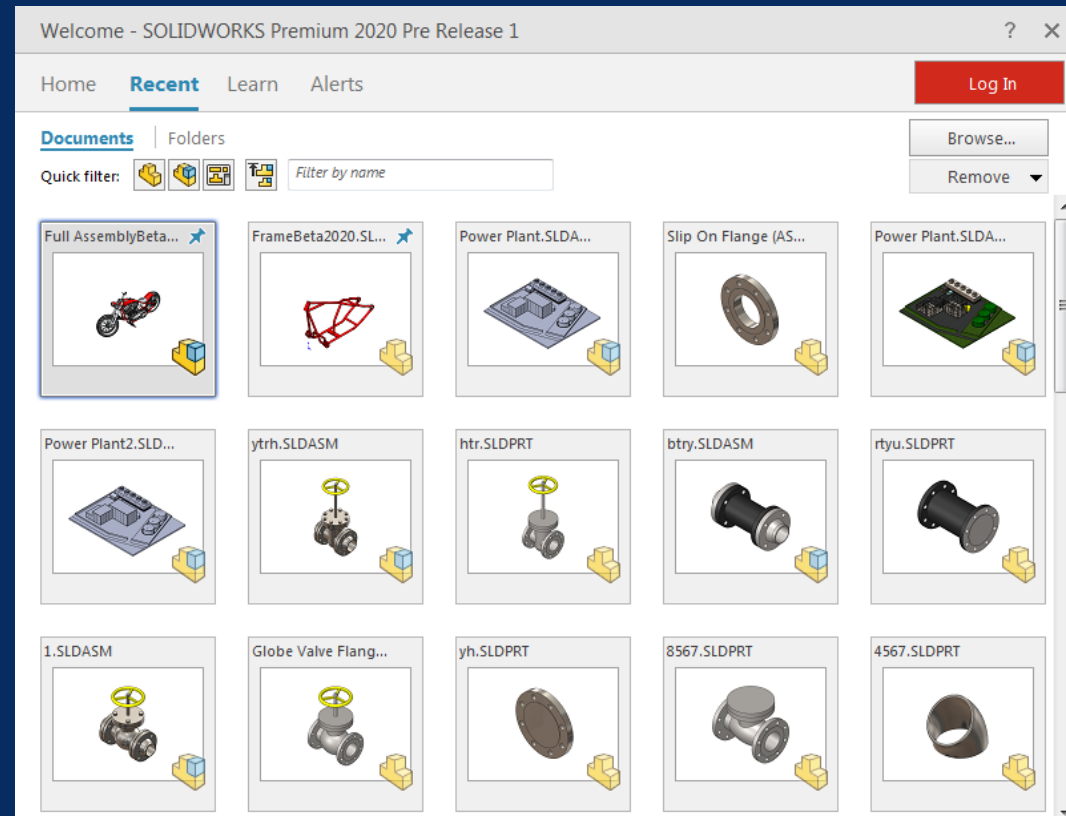 Welcome - SOLIDWORKS Premium 2020 Pre Release 1 ?
Home Recent Learn Alerts Log In
Documents Folders Browse...
Quick filter: Filter by name Remove
Full AssemblyBeta... FrameBeta2020.SL... Power Plant.SLDA... Slip On Flange (AS... Power Plant.SLDA...
Power Plant2.SLD... ytrh.SLDASM htr.SLDPRT btry.SLDASM rtyu.SLDPRT
1.SLDASM Globe Valve Flang... yh.SLDPRT 8567.SLDPRT 4567.SLDPRT